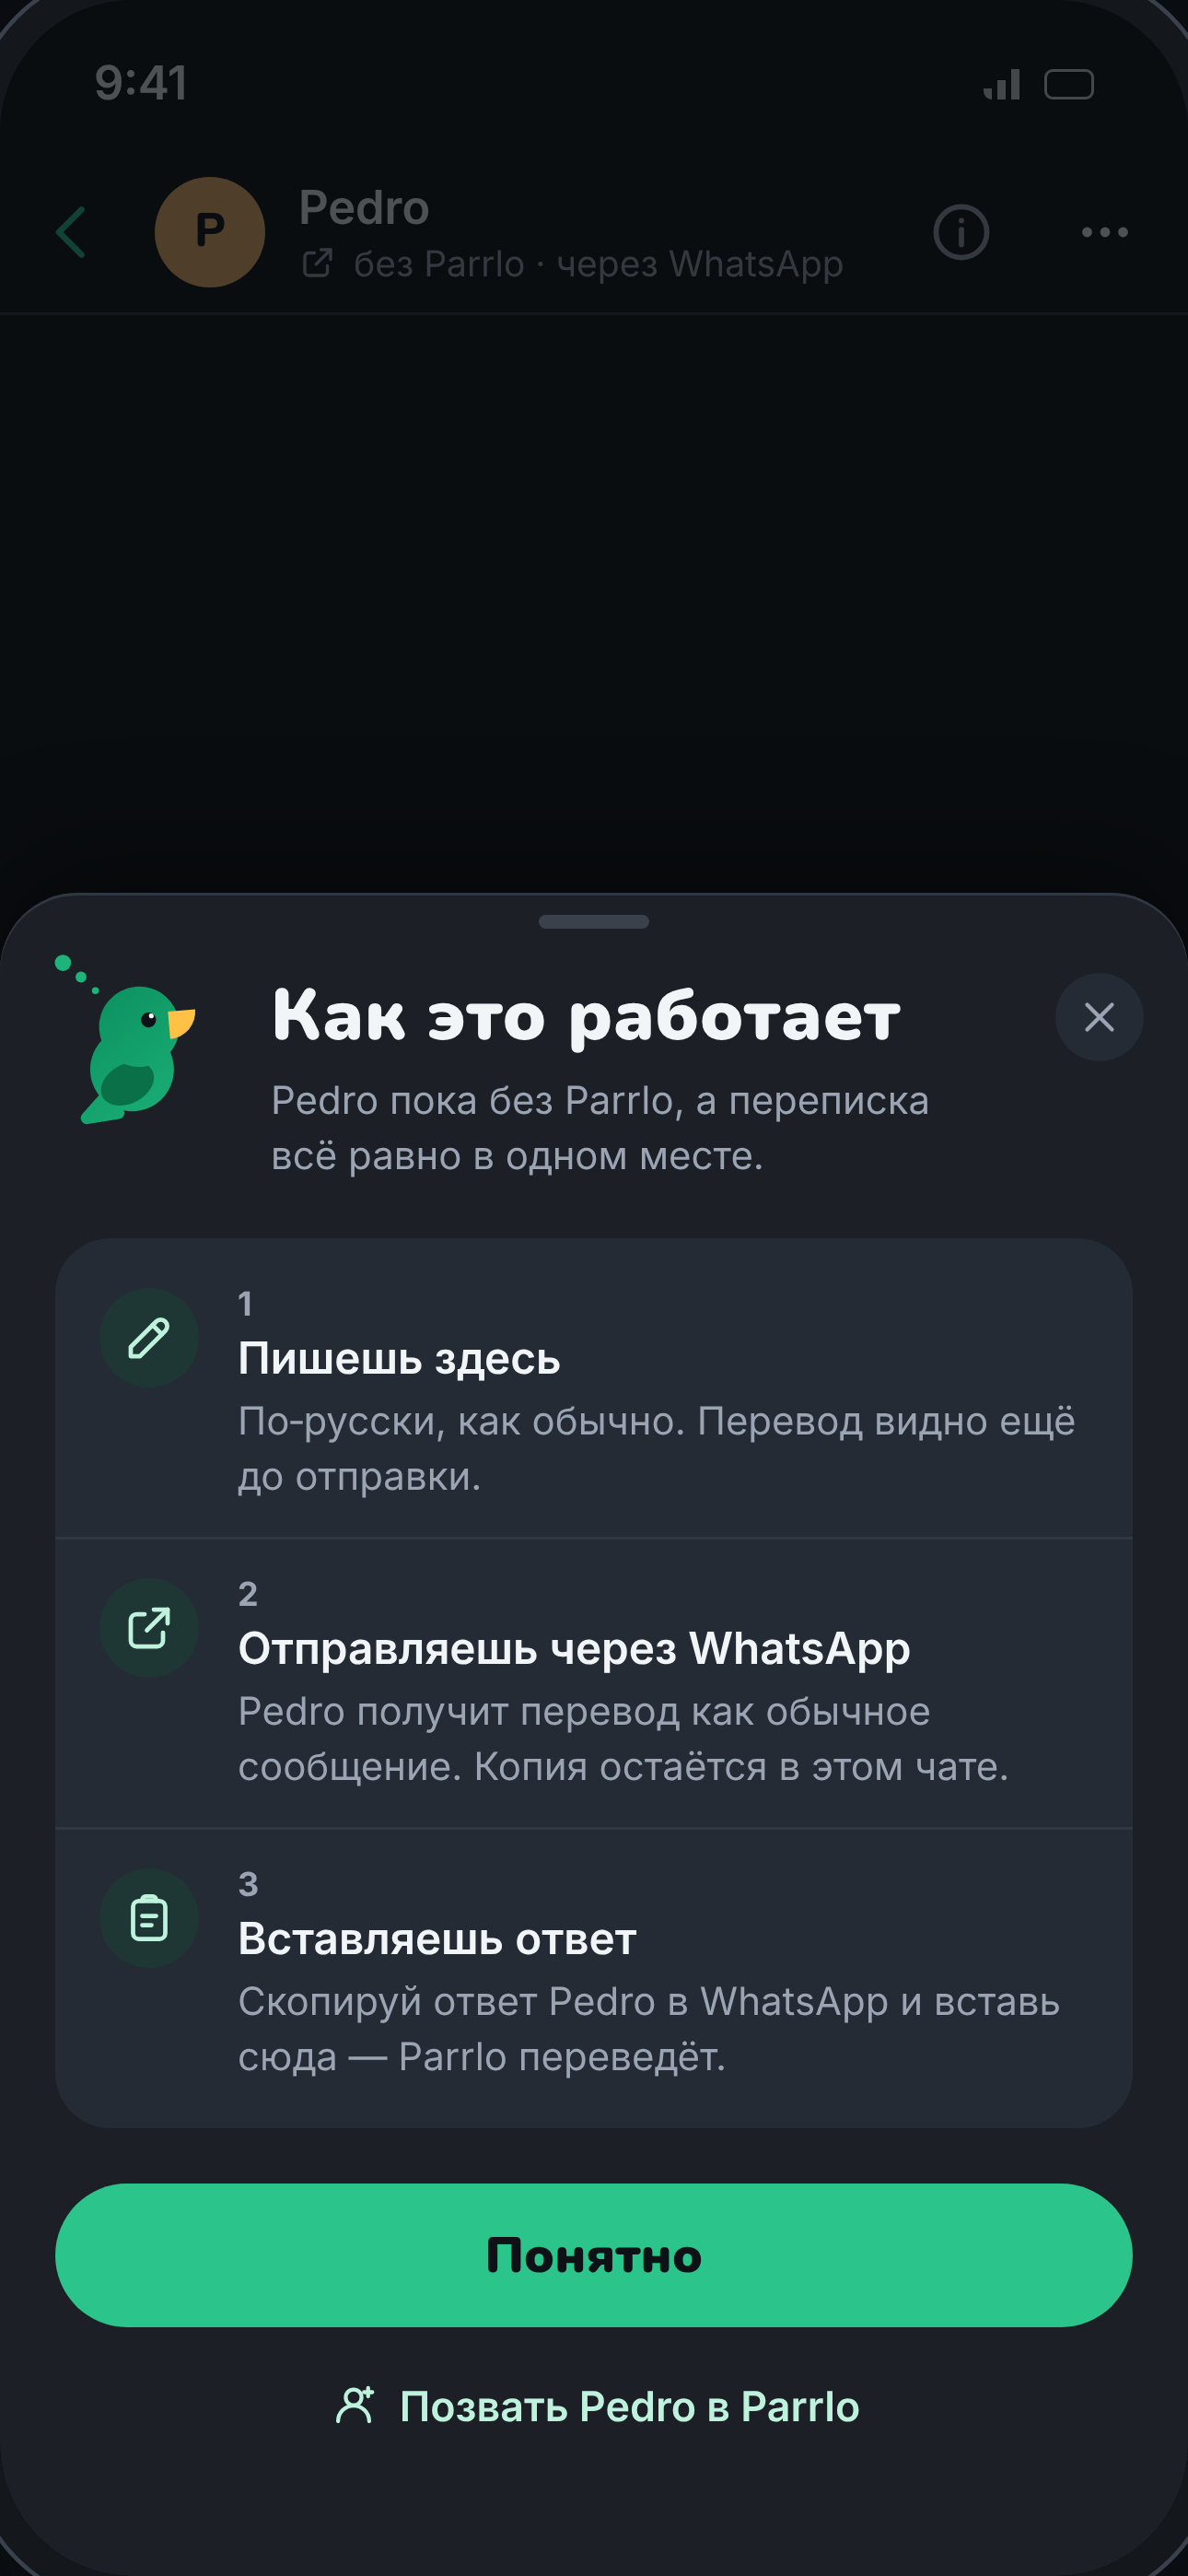 9:41
P
Pedro
без Parrlo · через WhatsApp
Как это работает
Pedro пока без Parrlo, а переписка
всё равно в одном месте.
1
Пишешь здесь
По-русски, как обычно. Перевод видно ещё
до отправки.
2
Отправляешь через WhatsApp
Pedro получит перевод как обычное
сообщение. Копия остаётся в этом чате.
3
Вставляешь ответ
Скопируй ответ Pedro в WhatsApp и вставь
сюда — Parrlo переведёт.
Понятно
Позвать Pedro в Parrlo